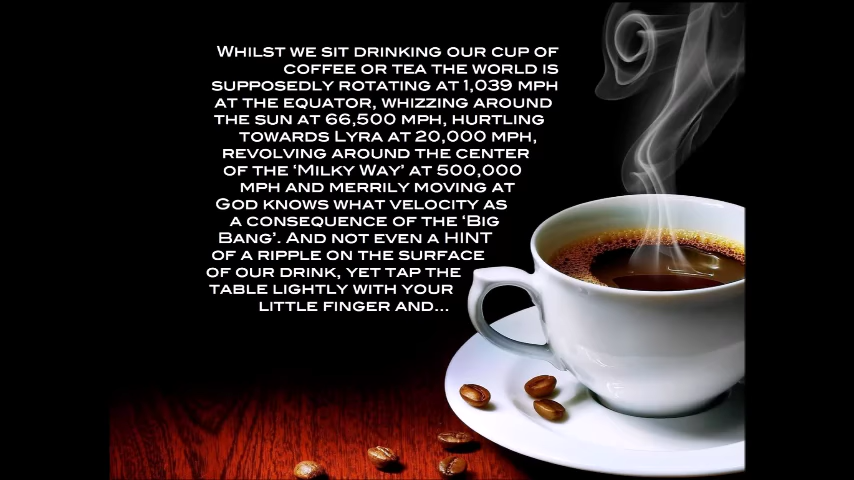 Whilst we sit drinking our cup of
coffee or tea the world is
supposedly rotating at 1,039 mph
at the equator, whizzing around
the sun at 66,500 mph, hurtling
towards Lyra at 20,000 mph,
revolving around the center
of the ‘Milky Way’ at 500,000
mph and merrily moving at
God knows what velocity as
a consequence of the ‘Big
Bang’. And not even a HINT
of a ripple on the surface
of our drink, yet tap the
table lightly with your
little finger and...